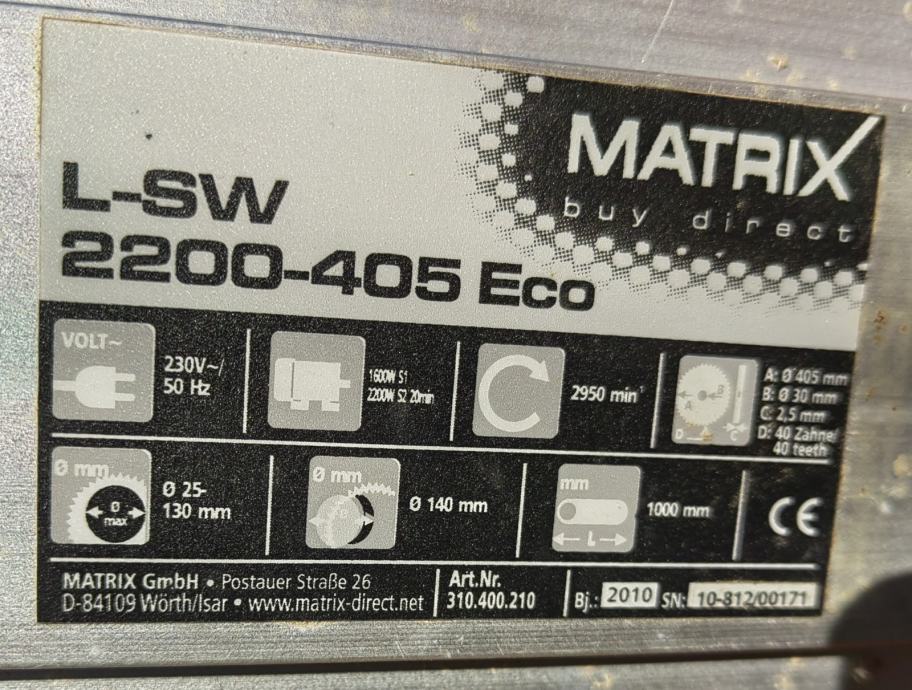 MATRIX
buy direct
L-SW
2200-405 Eco
VOLT~
230V~/
50 Hz
1600W S1
2200W S2 20min
2950 min⁻¹
A
B
C
D
A: Ø 405 mm
B: Ø 30 mm
C: 2,5 mm
D: 40 Zähne/
40 teeth
Ø mm
Ø
max
Ø 25-
130 mm
Ø mm
Ø 140 mm
mm
L
1000 mm
CE
MATRIX GmbH • Postauer Straße 26
D-84109 Wörth/Isar • www.matrix-direct.net
Art.Nr.
310.400.210
Bj.: 2010 SN: 10-812/00171